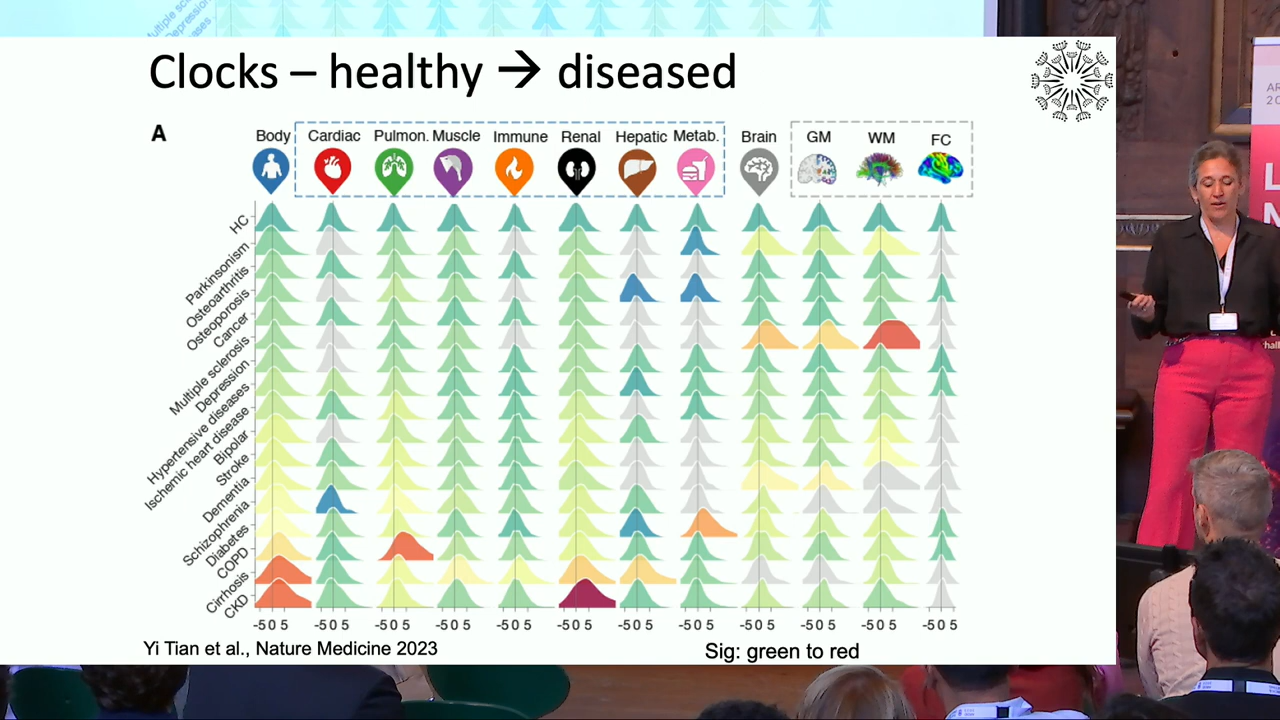 Multiple
Depression
Clocks – healthy → diseased
A
Body Cardiac Pulmon. Muscle Immune Renal Hepatic Metab. Brain GM WM FC
HC
Parkinsonism
Osteoarthritis
Osteoporosis
Cancer
Multiple sclerosis
Depression
Hypertensive diseases
Ischemic heart disease
Bipolar
Stroke
Dementia
Schizophrenia
Diabetes
COPD
Cirrhosis
CKD
-5 0 5 -5 0 5 -5 0 5 -5 0 5 -5 0 5 -5 0 5 -5 0 5 -5 0 5 -5 0 5 -5 0 5 -5 0 5 -5 0 5
Yi Tian et al., Nature Medicine 2023
Sig: green to red